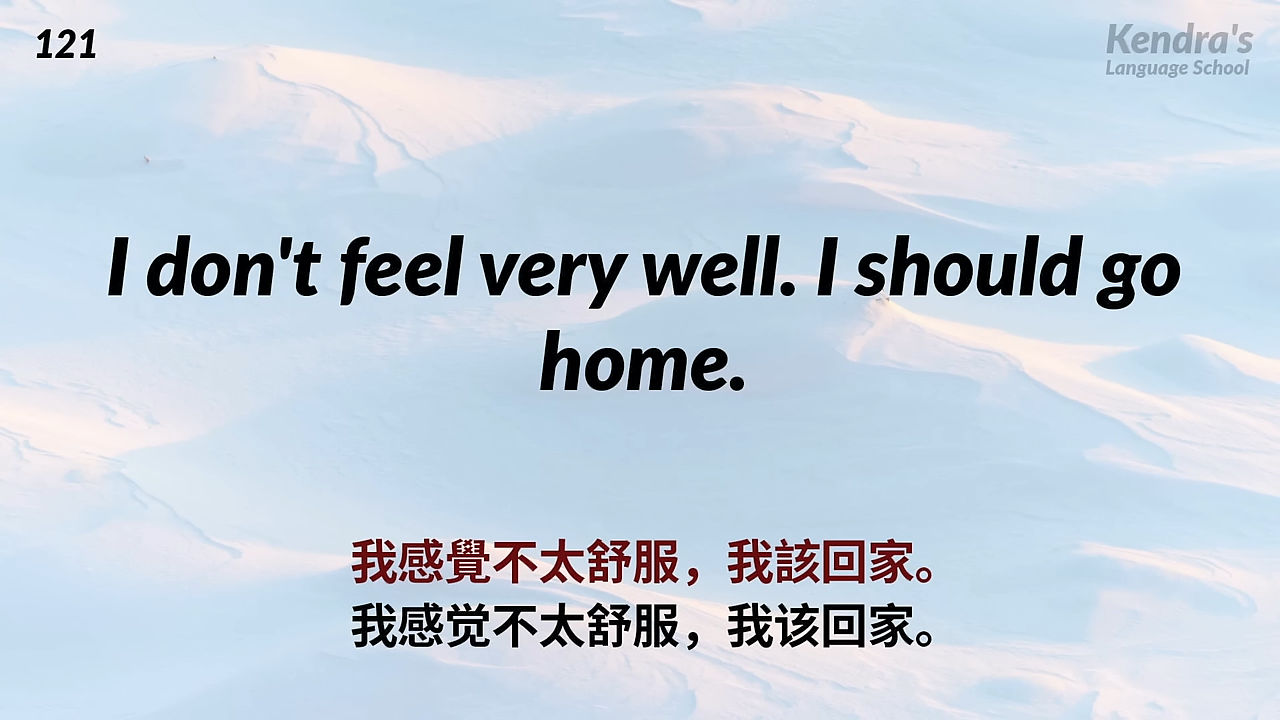 121
Kendra's
Language School
I don't feel very well. I should go
home.
我感覺不太舒服，我該回家。
我感觉不太舒服，我该回家。